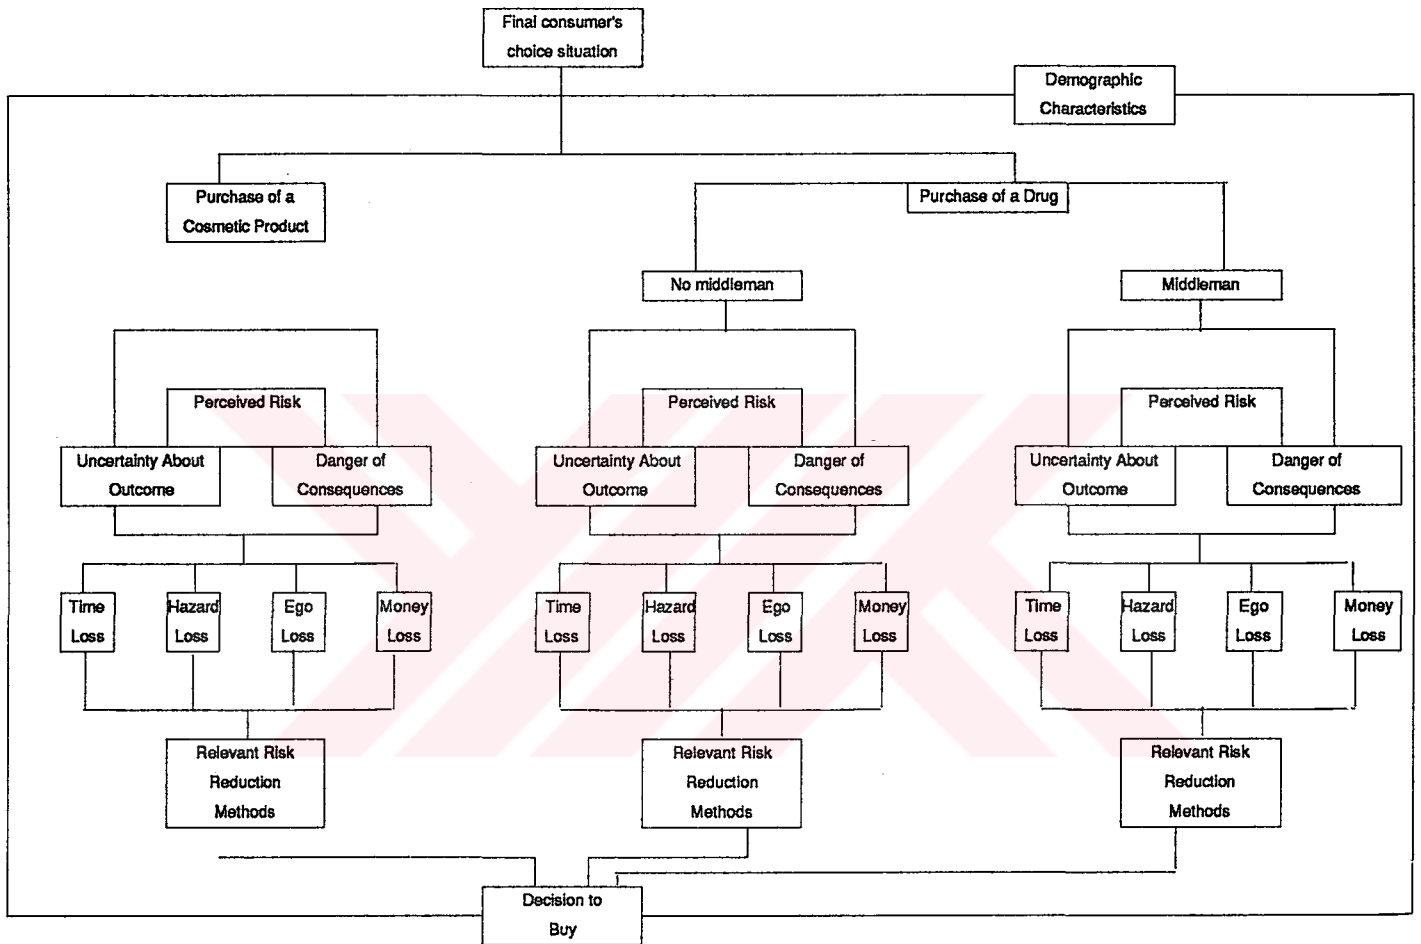 Final consumer's
choice situation
Demographic
Characteristics
Purchase of a
Cosmetic Product
Purchase of a Drug
No middleman
Middleman
Perceived Risk
Perceived Risk
Perceived Risk
Uncertainty About
Outcome
Danger of
Consequences
Uncertainty About
Outcome
Danger of
Consequences
Uncertainty About
Outcome
Danger of
Consequences
Time
Loss
Hazard
Loss
Ego
Loss
Money
Loss
Time
Loss
Hazard
Loss
Ego
Loss
Money
Loss
Time
Loss
Hazard
Loss
Ego
Loss
Money
Loss
Relevant Risk
Reduction
Methods
Relevant Risk
Reduction
Methods
Relevant Risk
Reduction
Methods
Decision to
Buy